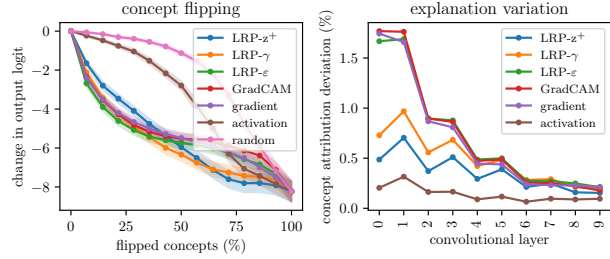 concept flipping
change in output logit
0
−2
−4
−6
−8
0
25
50
75
100
flipped concepts (%)
LRP-z⁺
LRP-γ
LRP-ε
GradCAM
gradient
activation
random
explanation variation
concept attribution deviation (%)
1.5
1.0
0.5
0.0
0 1 2 3 4 5 6 7 8 9
convolutional layer
LRP-z⁺
LRP-γ
LRP-ε
GradCAM
gradient
activation